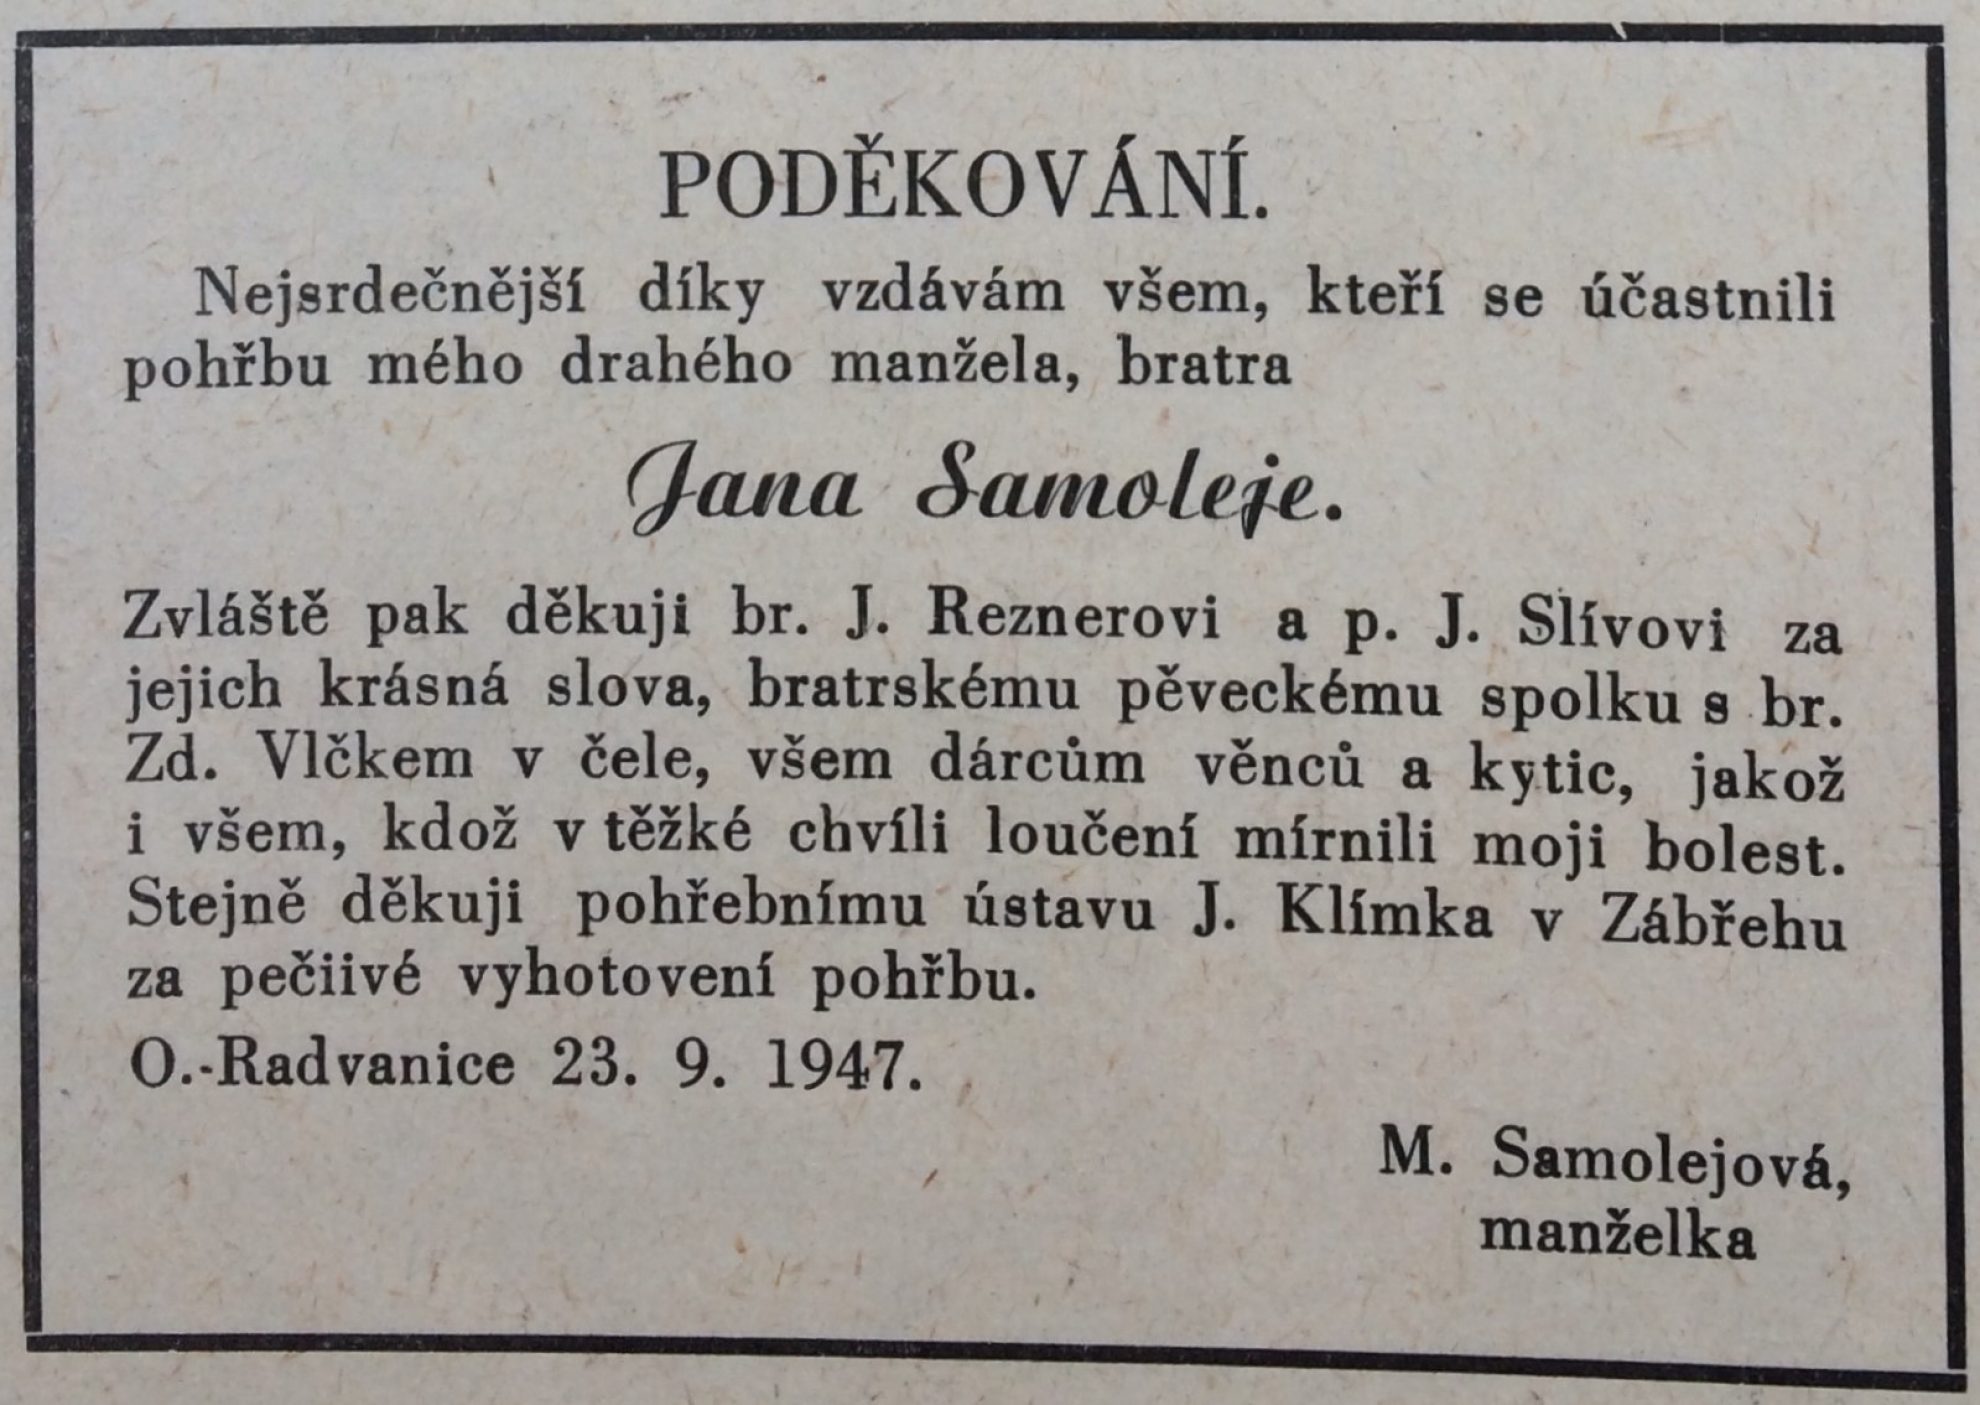 PODĚKOVÁNÍ.
Nejsrdečnější díky vzdávám všem, kteří se účastnili
pohřbu mého drahého manžela, bratra
Jana Samoleje.
Zvláště pak děkuji br. J. Reznerovi a p. J. Slívovi za
jejich krásná slova, bratrskému pěveckému spolku s br.
Zd. Vlčkem v čele, všem dárcům věnců a kytic, jakož
i všem, kdož v těžké chvíli loučení mírnili moji bolest.
Stejně děkuji pohřebnímu ústavu J. Klímka v Zábřehu
za pečiivé vyhotovení pohřbu.
O.-Radvanice 23. 9. 1947.
M. Samolejová,
manželka